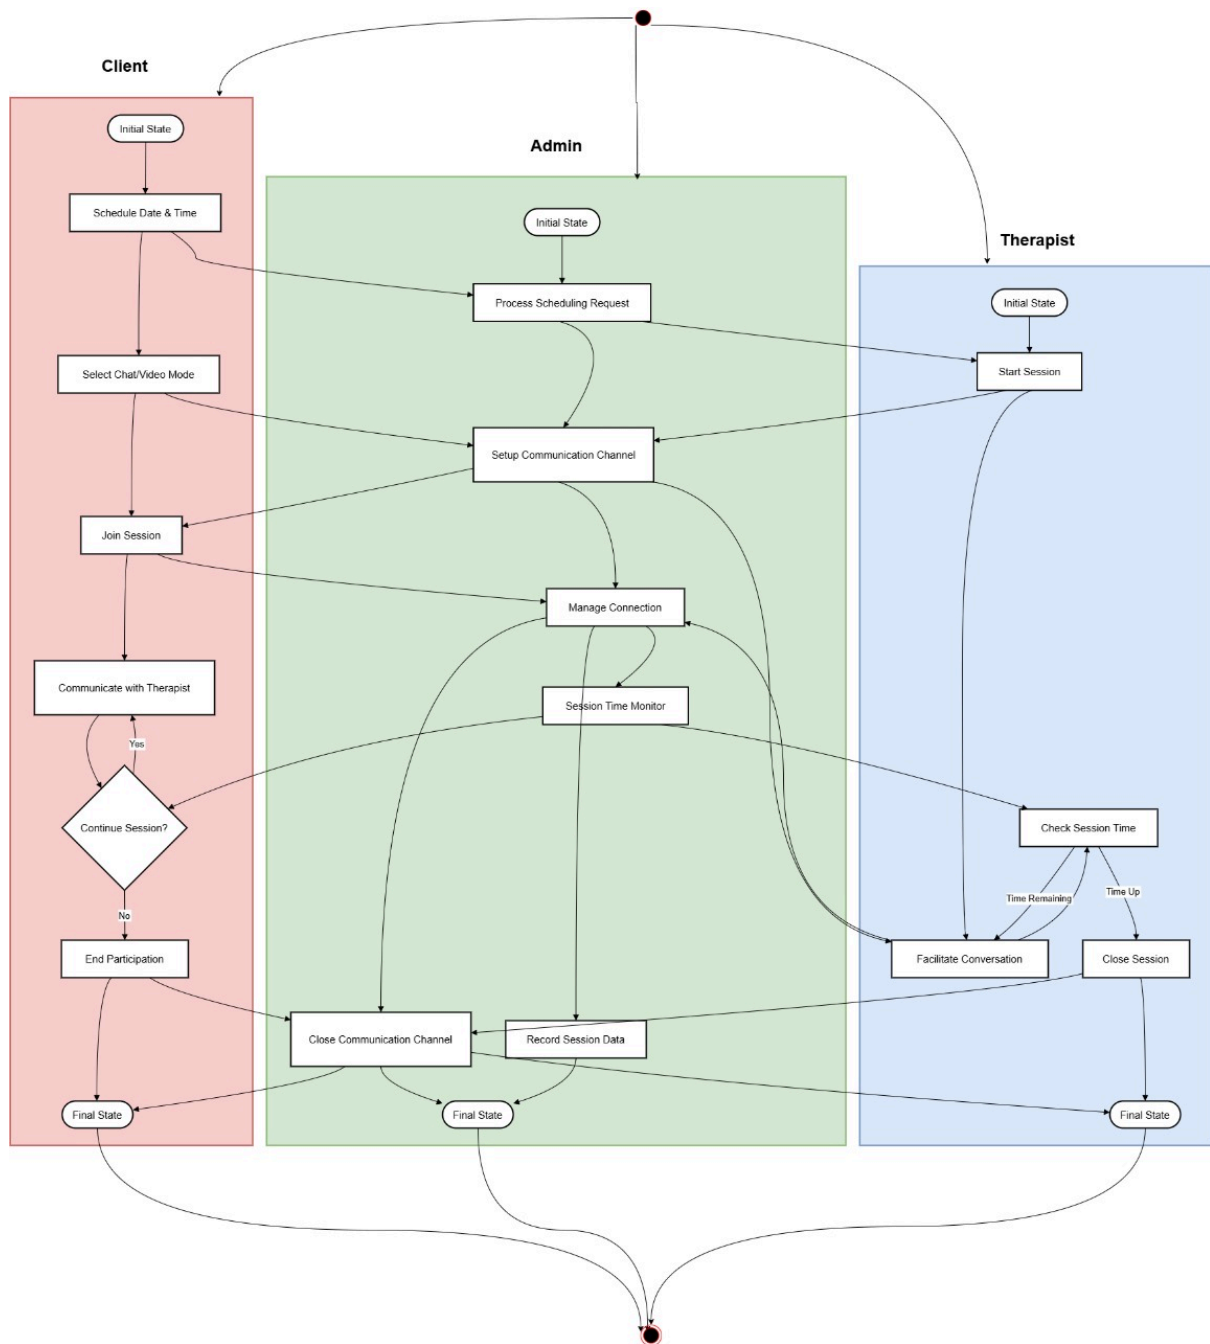 Client
Initial State
Schedule Date & Time
Select Chat/Video Mode
Join Session
Communicate with Therapist
Yes
Continue Session?
No
End Participation
Final State
Admin
Initial State
Process Scheduling Request
Setup Communication Channel
Manage Connection
Session Time Monitor
Close Communication Channel
Record Session Data
Final State
Therapist
Initial State
Start Session
Check Session Time
Time Remaining
Time Up
Facilitate Conversation
Close Session
Final State